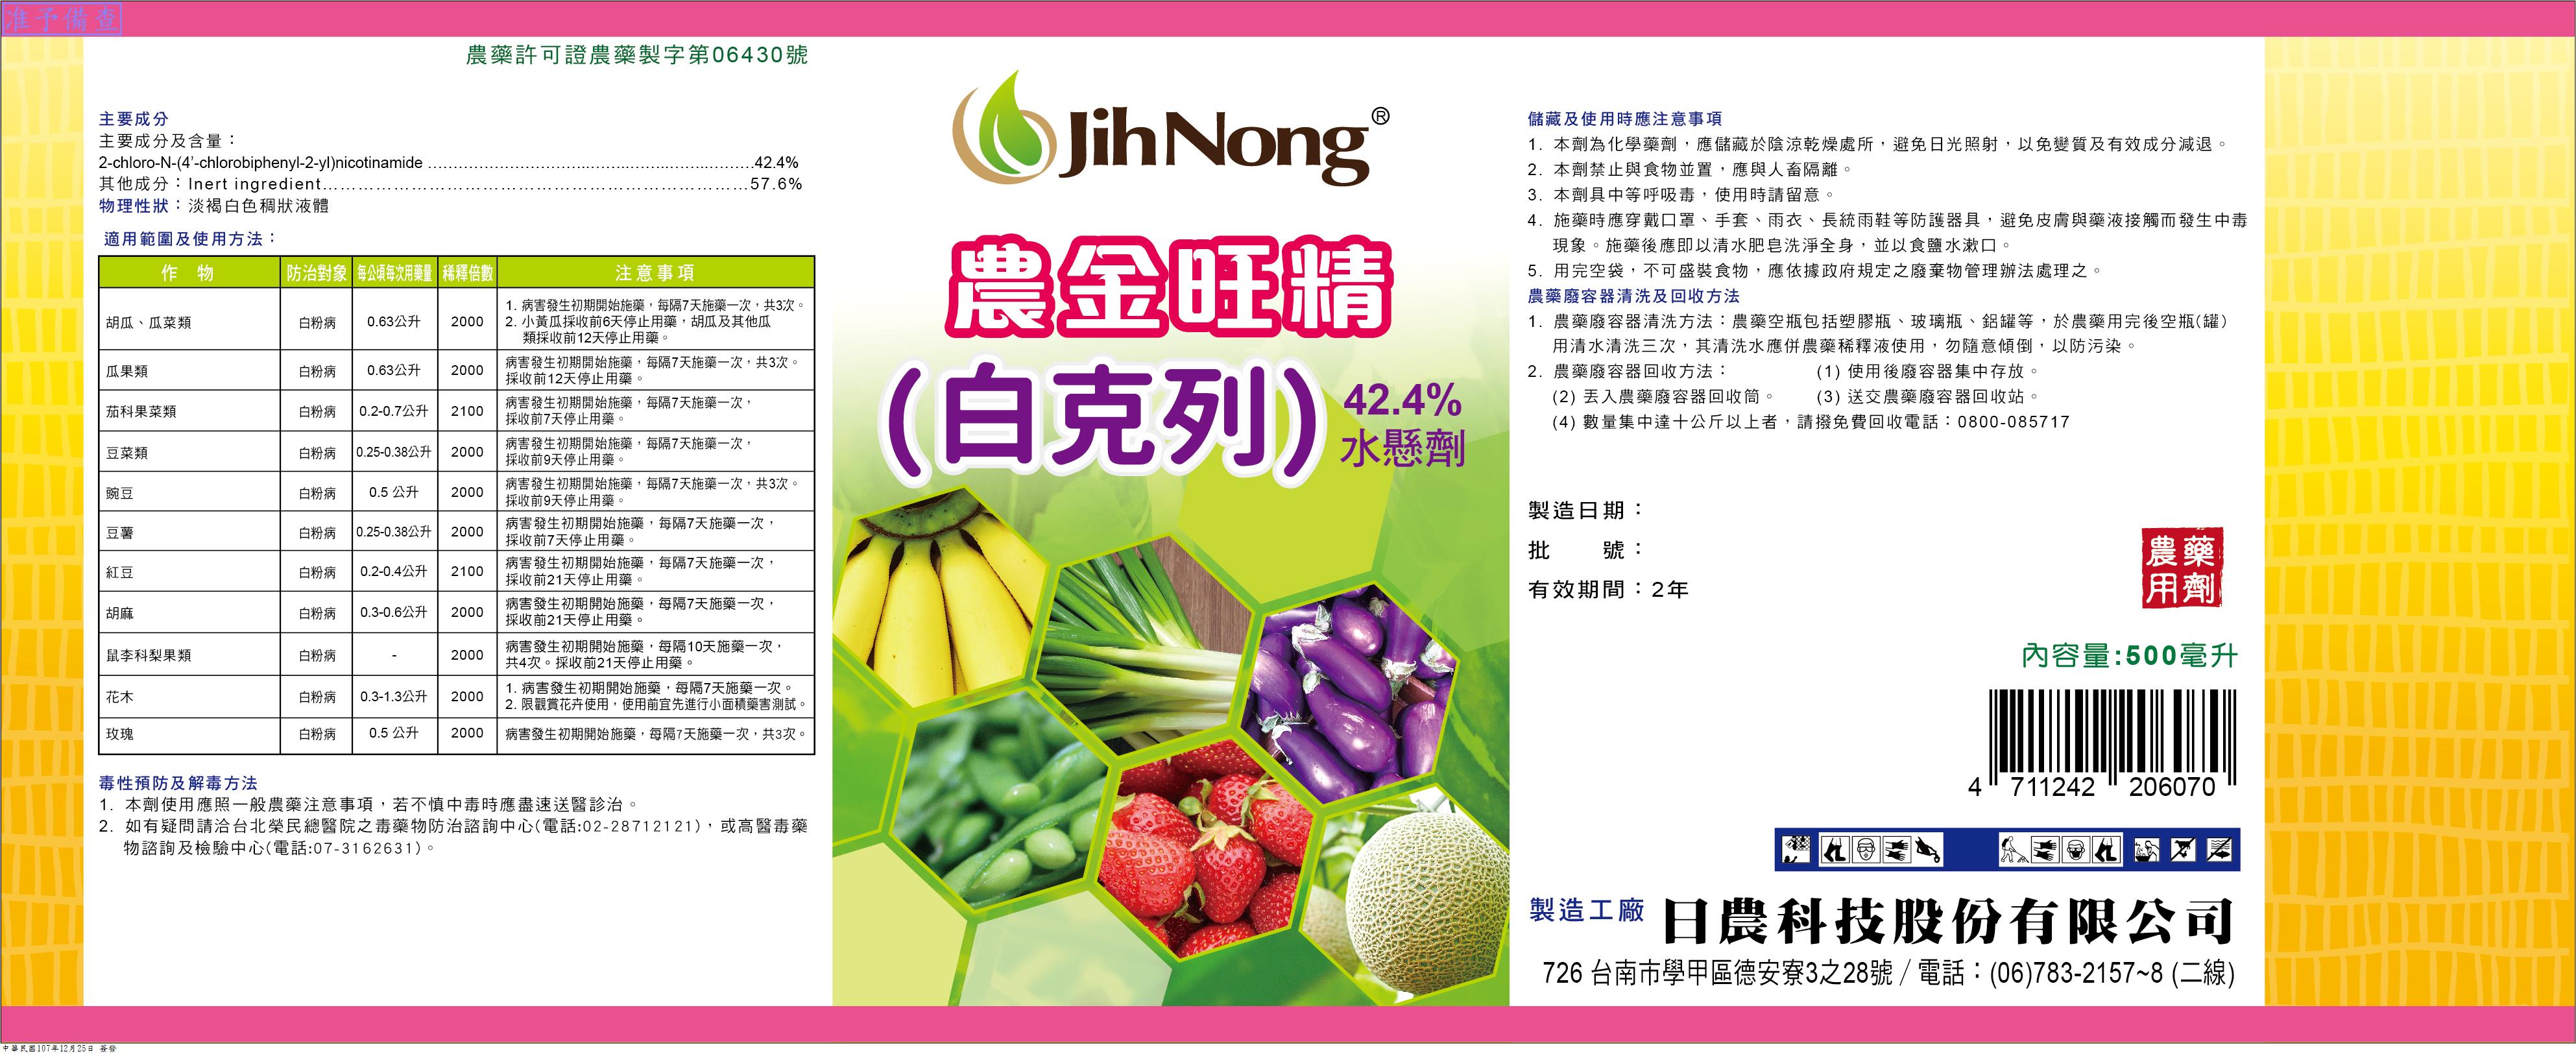 准予備查
農藥許可證農藥製字第06430號
主要成分
主要成分及含量：
2-chloro-N-(4'-chlorobiphenyl-2-yl)nicotinamide ................................................................42.4%
其他成分：Inert ingredient................................................................57.6%
物理性狀：淡褐白色稠狀液體
適用範圍及使用方法：
作 物 防治對象 每公頃每次用藥量 稀釋倍數 注意事項
胡瓜、瓜菜類 白粉病 0.63公升 2000 1. 病害發生初期開始施藥，每隔7天施藥一次，共3次。
2. 小黃瓜採收前6天停止用藥，胡瓜及其他瓜
類採收前12天停止用藥。
瓜果類 白粉病 0.63公升 2000 病害發生初期開始施藥，每隔7天施藥一次，共3次。
採收前12天停止用藥。
茄科果菜類 白粉病 0.2-0.7公升 2100 病害發生初期開始施藥，每隔7天施藥一次，
採收前7天停止用藥。
豆菜類 白粉病 0.25-0.38公升 2000 病害發生初期開始施藥，每隔7天施藥一次，
採收前9天停止用藥。
豌豆 白粉病 0.5 公升 2000 病害發生初期開始施藥，每隔7天施藥一次，共3次。
採收前9天停止用藥。
豆薯 白粉病 0.25-0.38公升 2000 病害發生初期開始施藥，每隔7天施藥一次，
採收前7天停止用藥。
紅豆 白粉病 0.2-0.4公升 2100 病害發生初期開始施藥，每隔7天施藥一次，
採收前21天停止用藥。
胡麻 白粉病 0.3-0.6公升 2000 病害發生初期開始施藥，每隔7天施藥一次，
採收前21天停止用藥。
鼠李科梨果類 白粉病 - 2000 病害發生初期開始施藥，每隔10天施藥一次，
共4次。採收前21天停止用藥。
花木 白粉病 0.3-1.3公升 2000 1. 病害發生初期開始施藥，每隔7天施藥一次。
2. 限觀賞花卉使用，使用前宜先進行小面積藥害測試。
玫瑰 白粉病 0.5 公升 2000 病害發生初期開始施藥，每隔7天施藥一次，共3次。
毒性預防及解毒方法
1. 本劑使用應照一般農藥注意事項，若不慎中毒時應盡速送醫診治。
2. 如有疑問請洽台北榮民總醫院之毒藥物防治諮詢中心(電話:02-28712121)，或高醫毒藥
物諮詢及檢驗中心(電話:07-3162631)。
Jih Nong®
農金旺精
(白克列)
42.4%
水懸劑
儲藏及使用時應注意事項
1. 本劑為化學藥劑，應儲藏於陰涼乾燥處所，避免日光照射，以免變質及有效成分減退。
2. 本劑禁止與食物並置，應與人畜隔離。
3. 本劑具中等呼吸毒，使用時請留意。
4. 施藥時應穿戴口罩、手套、雨衣、長統雨鞋等防護器具，避免皮膚與藥液接觸而發生中毒
現象。施藥後應即以清水肥皂洗淨全身，並以食鹽水漱口。
5. 用完空袋，不可盛裝食物，應依據政府規定之廢棄物管理辦法處理之。
農藥廢容器清洗及回收方法
1. 農藥廢容器清洗方法：農藥空瓶包括塑膠瓶、玻璃瓶、鋁罐等，於農藥用完後空瓶(罐)
用清水清洗三次，其清洗水應併農藥稀釋液使用，勿隨意傾倒，以防污染。
2. 農藥廢容器回收方法： (1) 使用後廢容器集中存放。
(2) 丟入農藥廢容器回收筒。 (3) 送交農藥廢容器回收站。
(4) 數量集中達十公斤以上者，請撥免費回收電話：0800-085717
製造日期：
批 號：
有效期間：2年
農藥
用劑
內容量:500毫升
4 711242 206070
製造工廠 日農科技股份有限公司
726 台南市學甲區德安寮3之28號 / 電話：(06)783-2157~8 (二線)
中華民國107年12月25日 簽發